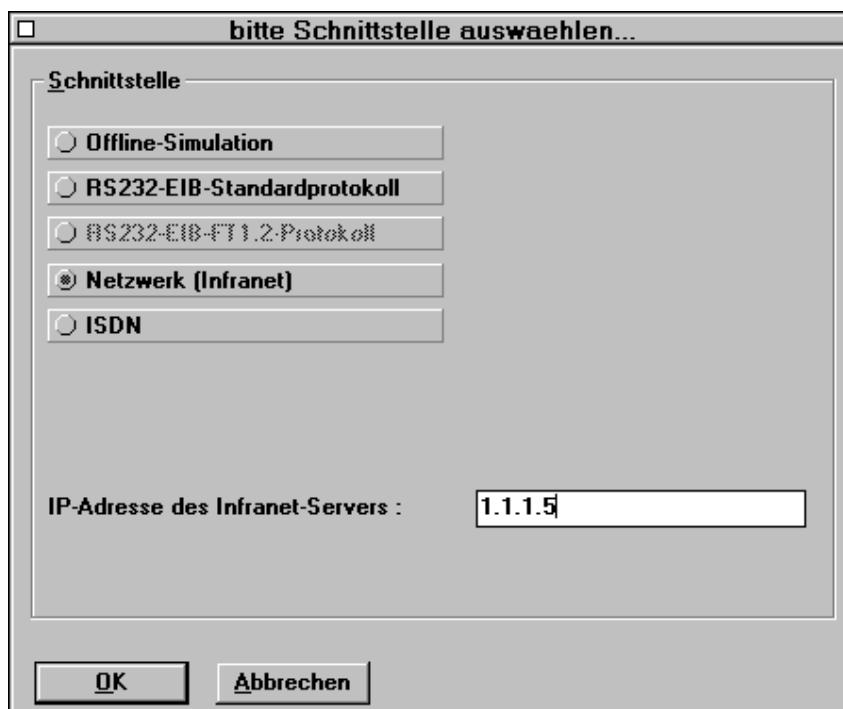 bitte Schnittstelle auswaehlen...
Schnittstelle
Offline-Simulation
RS232-EIB-Standardprotokoll
RS232-EIB-FT1.2-Protokoll
Netzwerk (Infranet)
ISDN
IP-Adresse des Infranet-Servers : 1.1.1.5
OK Abbrechen